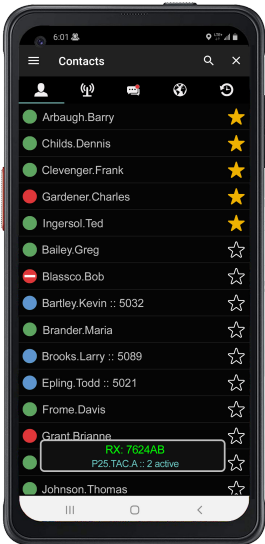 6:01
Contacts
Arbaugh.Barry
Childs.Dennis
Clevenger.Frank
Gardener.Charles
Ingersol.Ted
Bailey.Greg
Blassco.Bob
Bartley.Kevin :: 5032
Brander.Maria
Brooks.Larry :: 5089
Epling.Todd :: 5021
Frome.Davis
Grant.Brianne
RX: 7624AB
P25.TAC.A :: 2 active
Johnson.Thomas